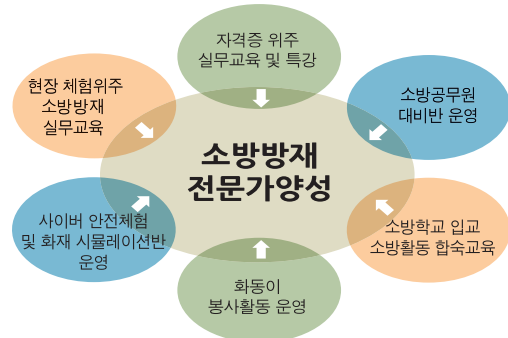 자격증 위주
실무교육 및 특강
현장 체험위주
소방방재
실무교육
소방공무원
대비반 운영
소방방재
전문가양성
사이버 안전체험
및 화재 시뮬레이션반
운영
소방학교 입교
소방활동 합숙교육
화동이
봉사활동 운영